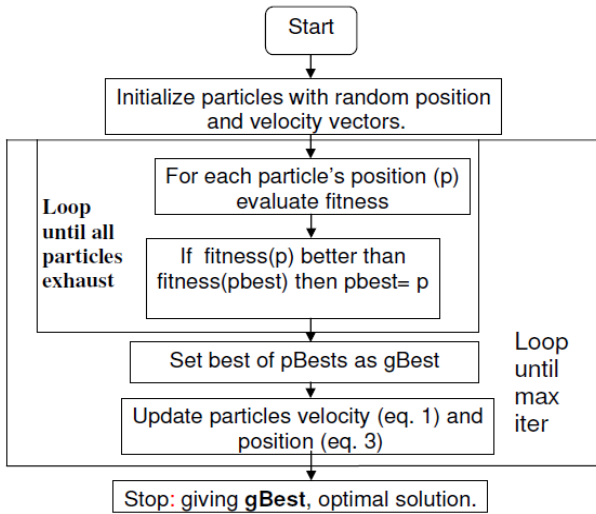 Start
Initialize particles with random position
and velocity vectors.
For each particle's position (p)
evaluate fitness
Loop
until all
particles
exhaust
If fitness(p) better than
fitness(pbest) then pbest= p
Set best of pBests as gBest
Loop
until
max
iter
Update particles velocity (eq. 1) and
position (eq. 3)
Stop: giving gBest, optimal solution.